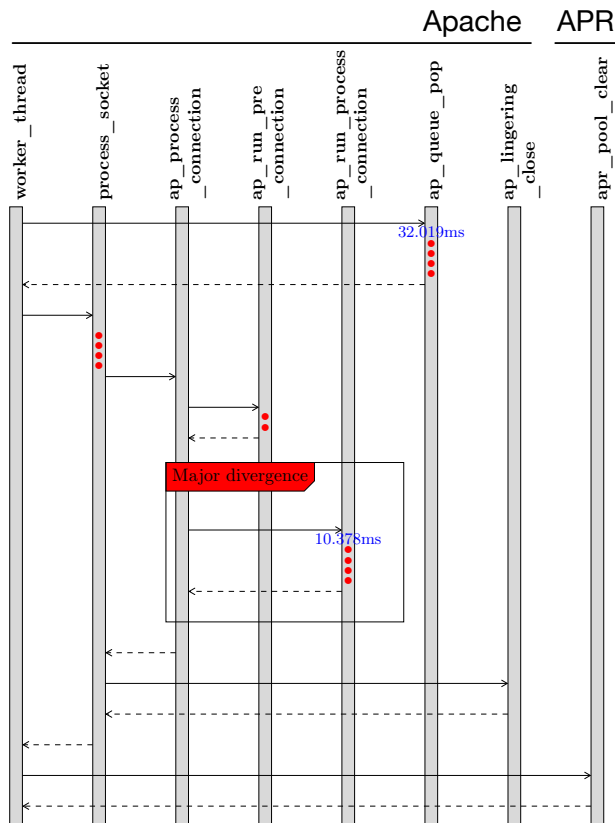 Apache
APR
worker_thread
process_socket
ap_process
_connection
ap_run_pre
_connection
ap_run_process
_connection
ap_queue_pop
ap_lingering
_close
apr_pool_clear
32.019ms
Major divergence
10.378ms